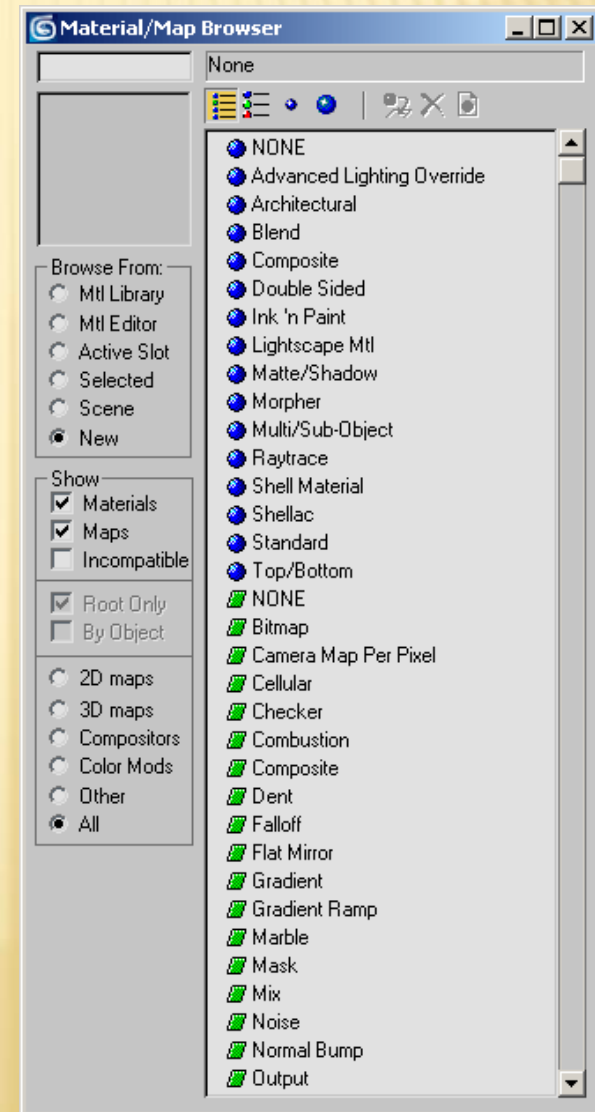 Material/Map Browser
None
NONE
Advanced Lighting Override
Architectural
Blend
Composite
Double Sided
Ink 'n Paint
Lightscape Mtl
Matte/Shadow
Morpher
Multi/Sub-Object
Raytrace
Shell Material
Shellac
Standard
Top/Bottom
NONE
Bitmap
Camera Map Per Pixel
Cellular
Checker
Combustion
Composite
Dent
Falloff
Flat Mirror
Gradient
Gradient Ramp
Marble
Mask
Mix
Noise
Normal Bump
Output
Browse From:
Mtl Library
Mtl Editor
Active Slot
Selected
Scene
New
Show
Materials
Maps
Incompatible
Root Only
By Object
2D maps
3D maps
Compositors
Color Mods
Other
All